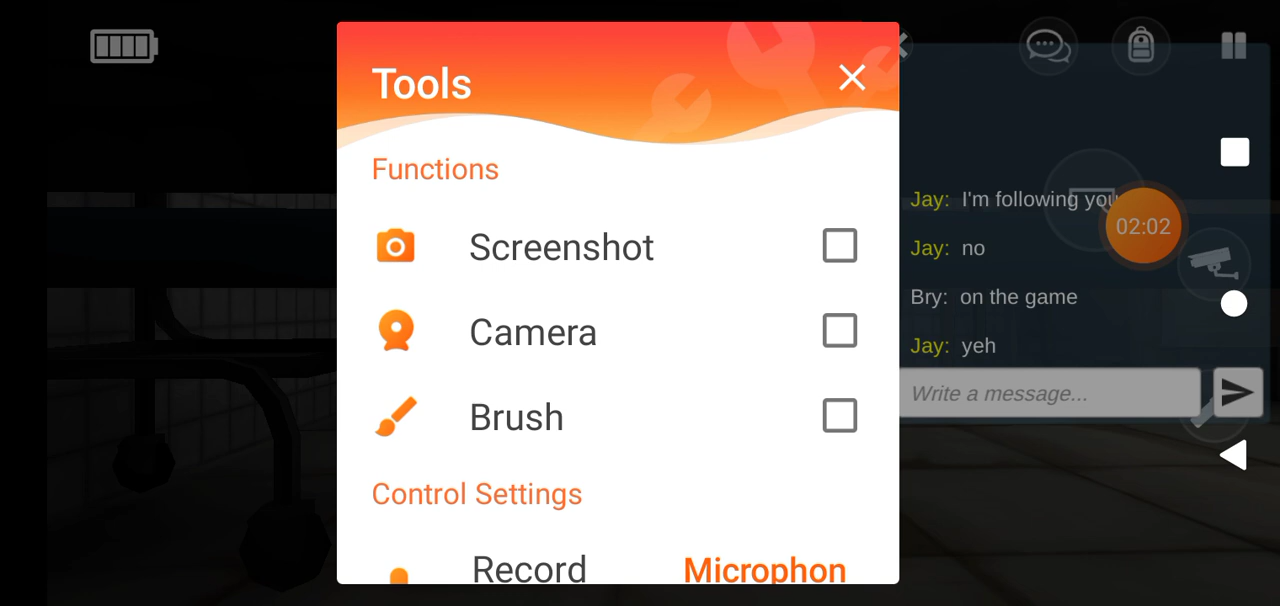 Tools
Functions
Screenshot
Camera
Brush
Control Settings
Record Microphon
Jay: I'm following you
02:02
Jay: no
Bry: on the game
Jay: yeh
Write a message...